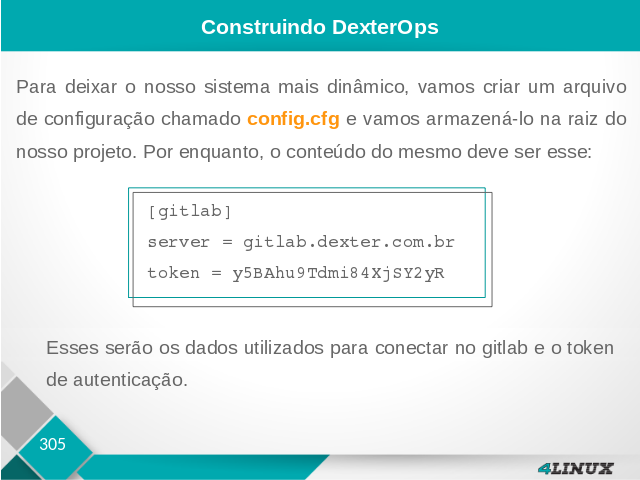 Construindo DexterOps
Para deixar o nosso sistema mais dinâmico, vamos criar um arquivo
de configuração chamado config.cfg e vamos armazená-lo na raiz do
nosso projeto. Por enquanto, o conteúdo do mesmo deve ser esse:
[gitlab]
server = gitlab.dexter.com.br
token = y5BAhu9Tdmi84XjSY2yR
Esses serão os dados utilizados para conectar no gitlab e o token
de autenticação.
305
4LINUX